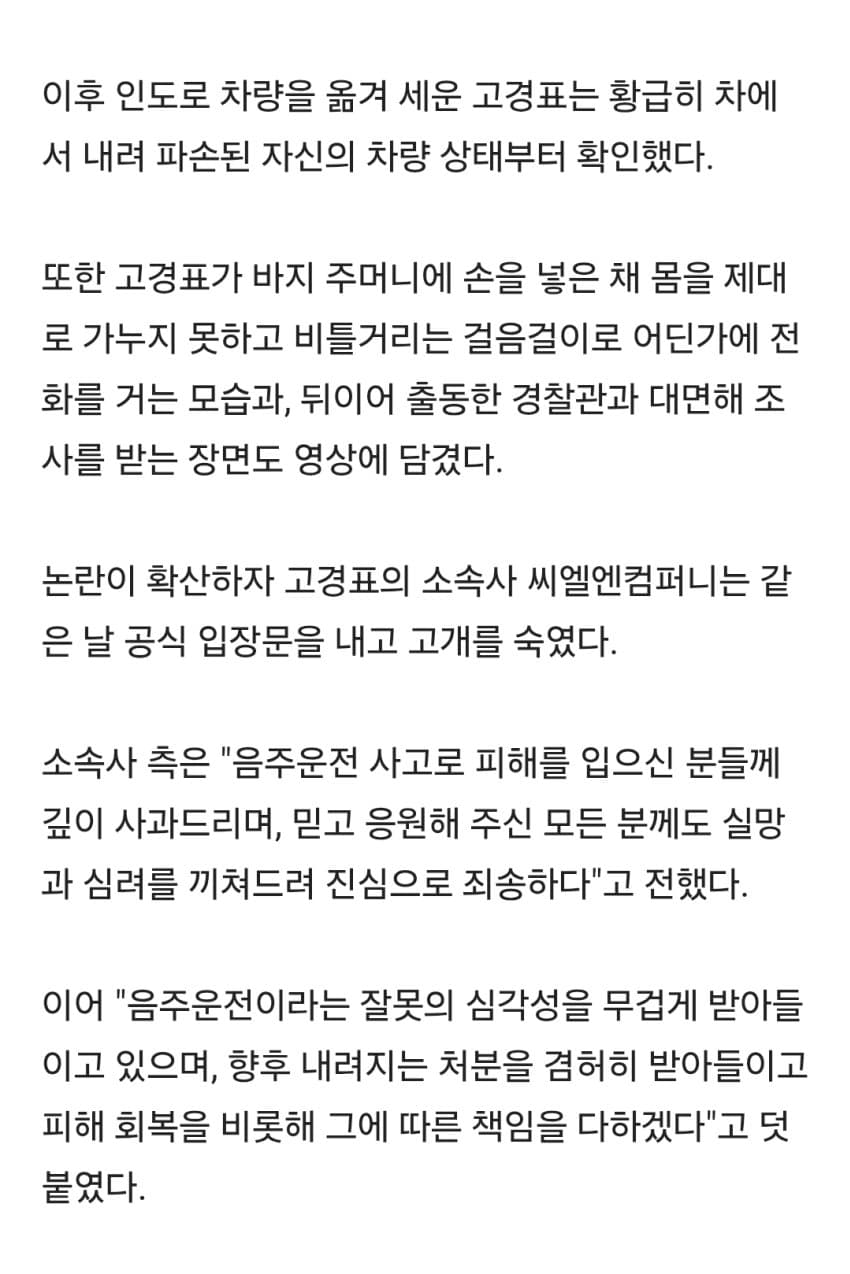 이후 인도로 차량을 옮겨 세운 고경표는 황급히 차에
서 내려 파손된 자신의 차량 상태부터 확인했다.
또한 고경표가 바지 주머니에 손을 넣은 채 몸을 제대
로 가누지 못하고 비틀거리는 걸음걸이로 어딘가에 전
화를 거는 모습과, 뒤이어 출동한 경찰관과 대면해 조
사를 받는 장면도 영상에 담겼다.
논란이 확산하자 고경표의 소속사 씨엘엔컴퍼니는 같
은 날 공식 입장문을 내고 고개를 숙였다.
소속사 측은 "음주운전 사고로 피해를 입으신 분들께
깊이 사과드리며, 믿고 응원해 주신 모든 분께도 실망
과 심려를 끼쳐드려 진심으로 죄송하다"고 전했다.
이어 "음주운전이라는 잘못의 심각성을 무겁게 받아들
이고 있으며, 향후 내려지는 처분을 겸허히 받아들이고
피해 회복을 비롯해 그에 따른 책임을 다하겠다"고 덧
붙였다.